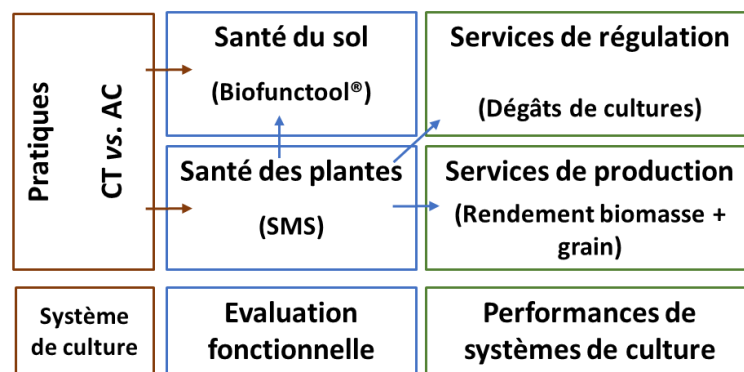 Pratiques
CT vs. AC
Santé du sol
(Biofunctool®)
Services de régulation
(Dégâts de cultures)
Santé des plantes
(SMS)
Services de production
(Rendement biomasse +
grain)
Système
de culture
Evaluation
fonctionnelle
Performances de
systèmes de culture